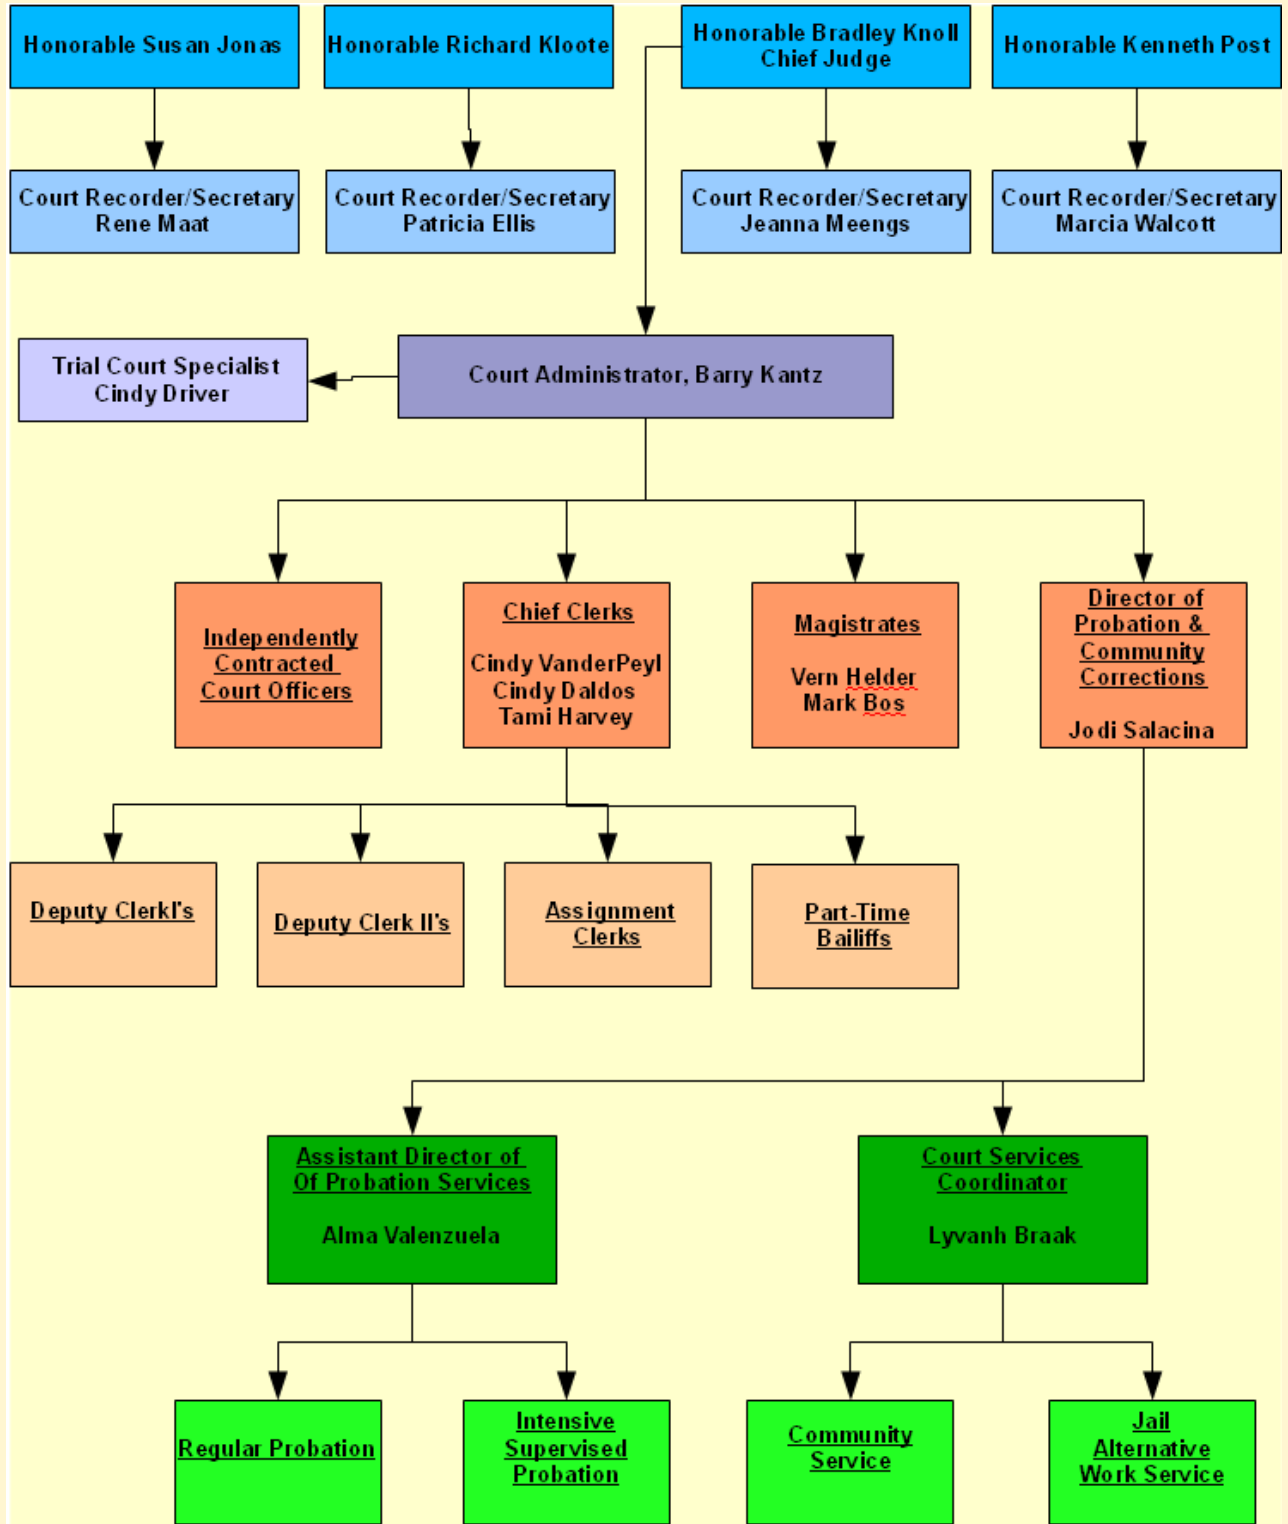 Honorable Susan Jonas
Honorable Richard Kloote
Honorable Bradley Knoll
Chief Judge
Honorable Kenneth Post
Court Recorder/Secretary
Rene Maat
Court Recorder/Secretary
Patricia Ellis
Court Recorder/Secretary
Jeanna Meengs
Court Recorder/Secretary
Marcia Walcott
Trial Court Specialist
Cindy Driver
Court Administrator, Barry Kantz
Independently
Contracted
Court Officers
Chief Clerks
Cindy VanderPeyl
Cindy Daldos
Tami Harvey
Magistrates
Vern Helder
Mark Bos
Director of
Probation &
Community
Corrections
Jodi Salacina
Deputy ClerkI's
Deputy Clerk II's
Assignment
Clerks
Part-Time
Bailiffs
Assistant Director of
Of Probation Services
Alma Valenzuela
Court Services
Coordinator
Lyvanh Braak
Regular Probation
Intensive
Supervised
Probation
Community
Service
Jail
Alternative
Work Service